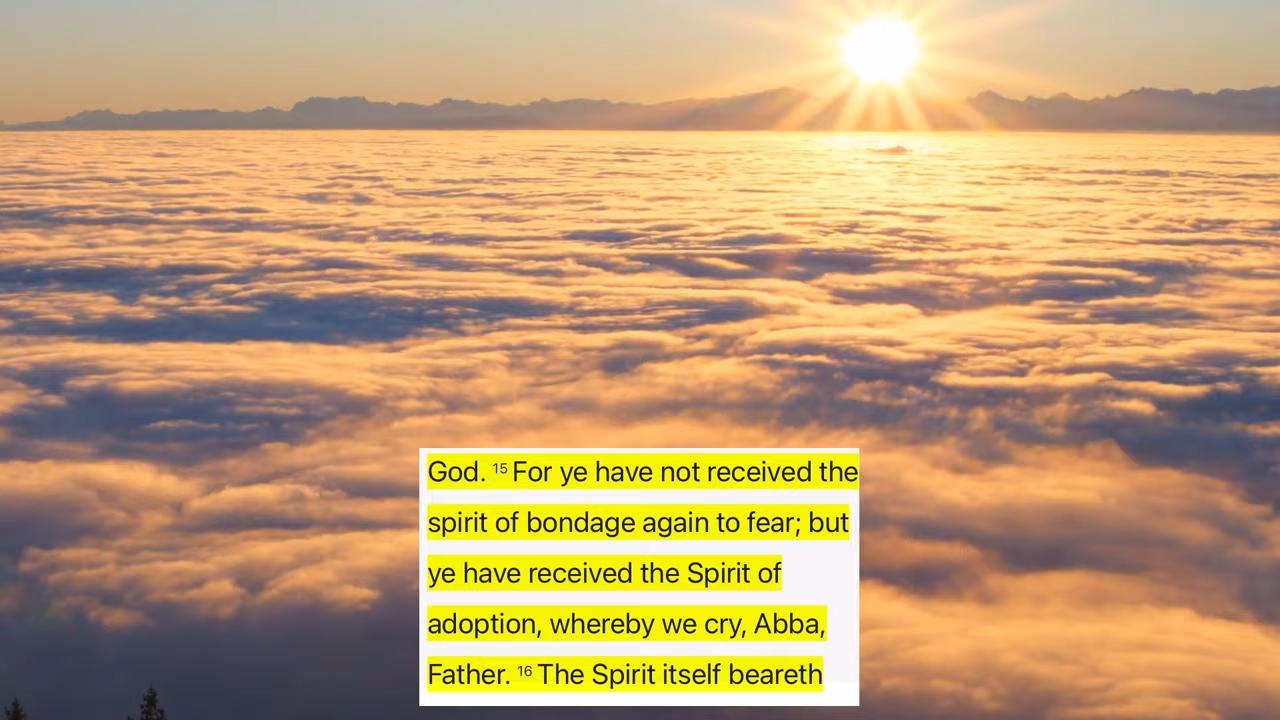 God. 15 For ye have not received the
spirit of bondage again to fear; but
ye have received the Spirit of
adoption, whereby we cry, Abba,
Father. 16 The Spirit itself beareth